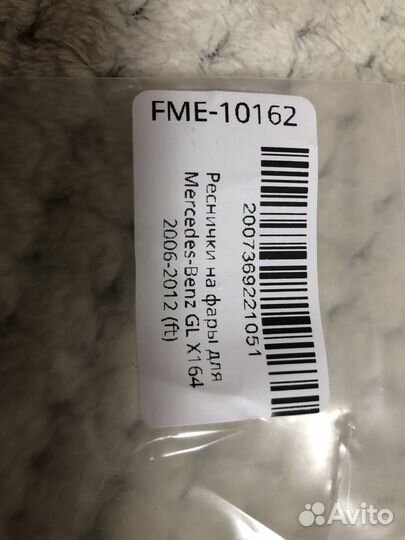 FME-10162
2007369221051
Реснички на фары для
Mercedes-Benz GL X164
2006-2012 (ft)
Avito